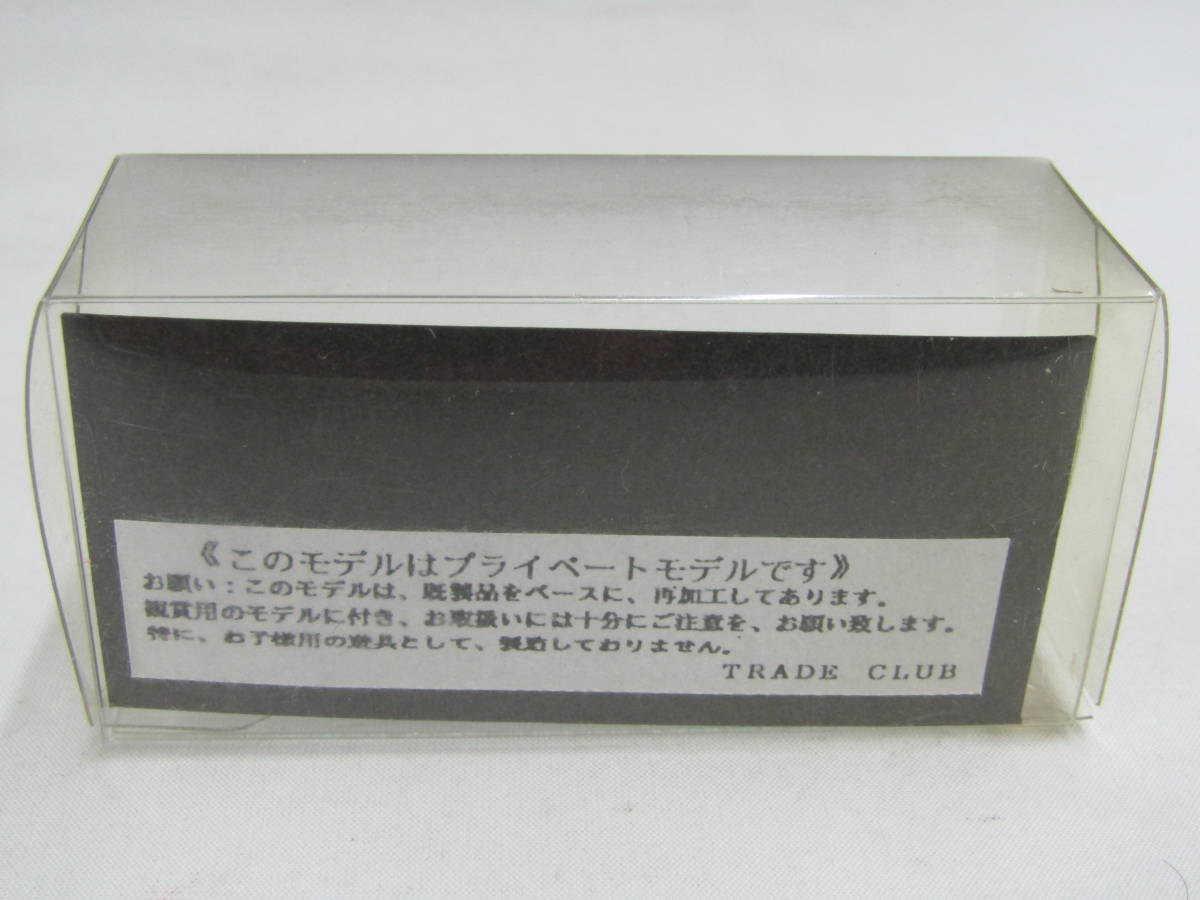 《このモデルはプライベートモデルです》
お願い：このモデルは、既製品をベースに、再加工してあります。
観賞用のモデルに付き、お取扱いには十分にご注意を、お願い致します。
特に、お子様用の遊具として、製造しておりません。
TRADE CLUB